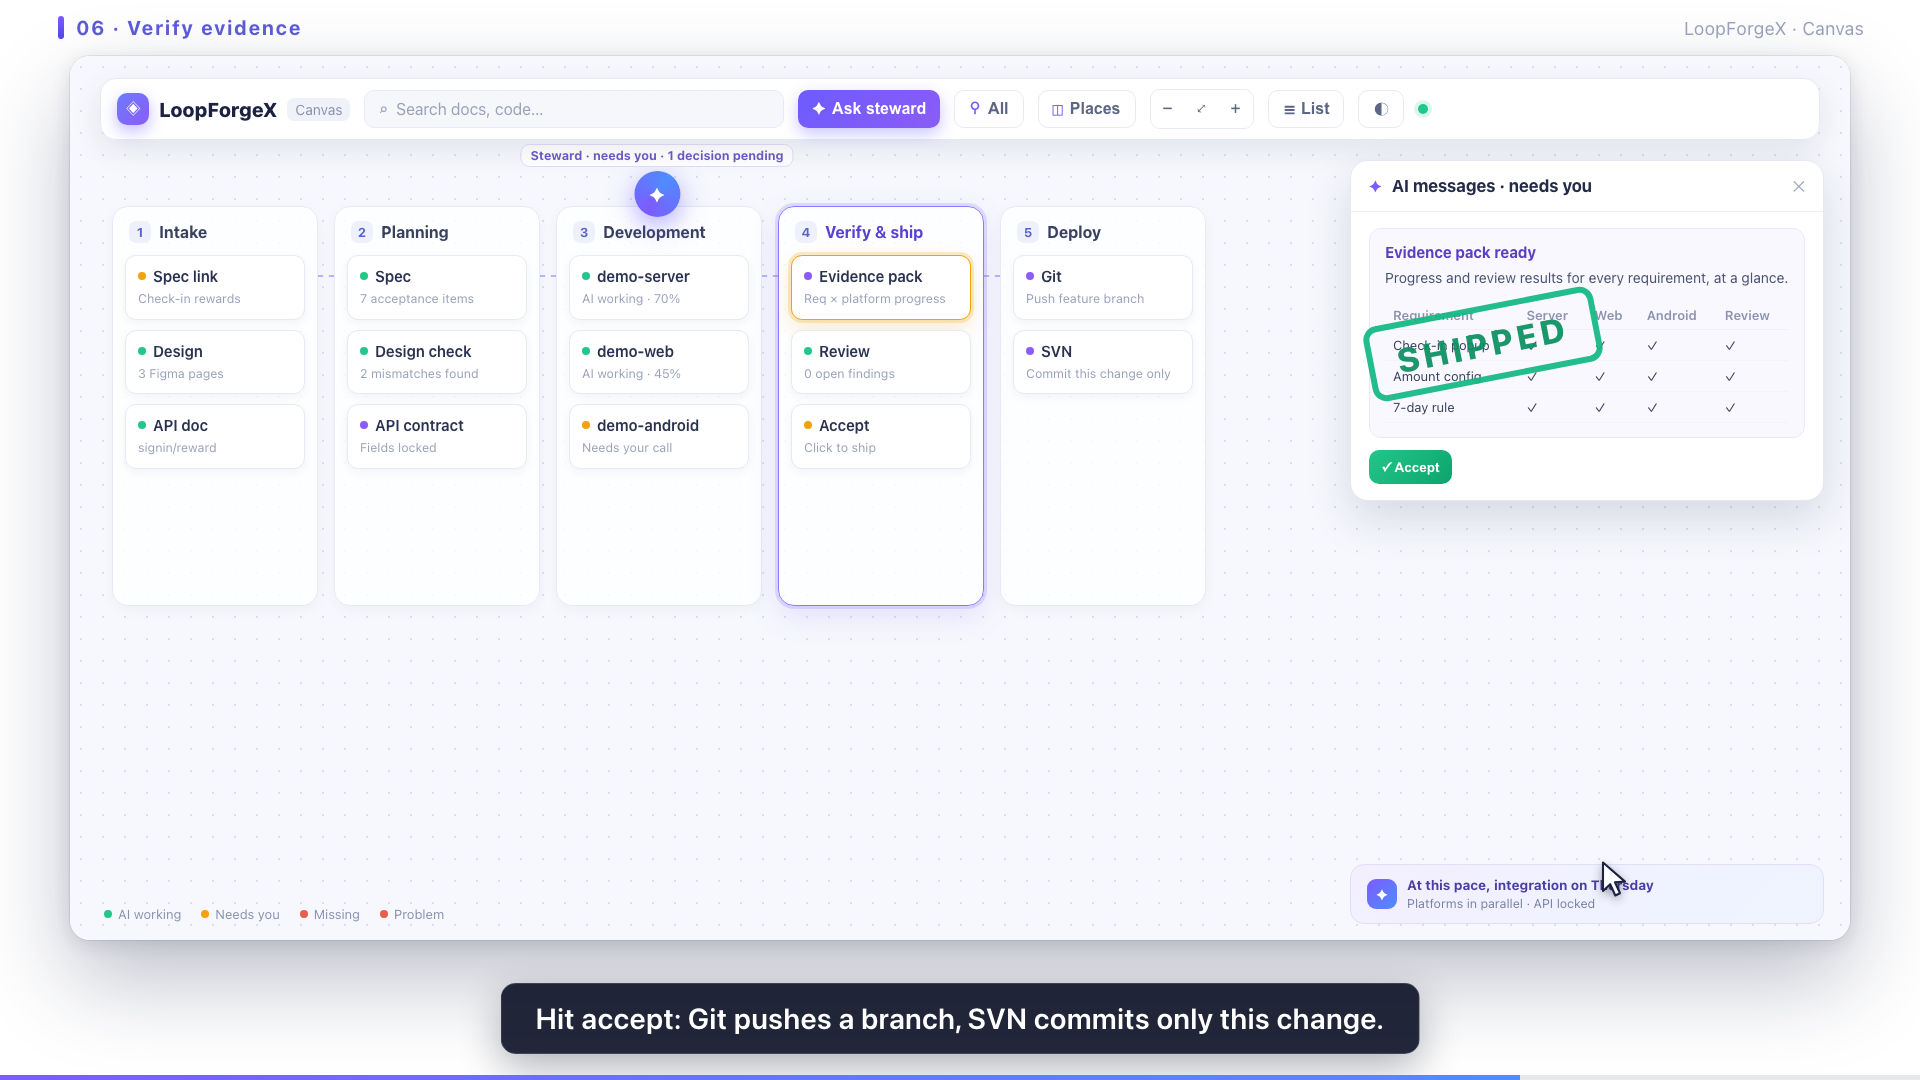 06 · Verify evidence
LoopForgeX · Canvas
LoopForgeX Canvas
Search docs, code...
Ask steward
All
Places
List
Steward · needs you · 1 decision pending
1 Intake
Spec link
Check-in rewards
Design
3 Figma pages
API doc
signin/reward
2 Planning
Spec
7 acceptance items
Design check
2 mismatches found
API contract
Fields locked
3 Development
demo-server
AI working · 70%
demo-web
AI working · 45%
demo-android
Needs your call
4 Verify & ship
Evidence pack
Req × platform progress
Review
0 open findings
Accept
Click to ship
5 Deploy
Git
Push feature branch
SVN
Commit this change only
AI messages · needs you
Evidence pack ready
Progress and review results for every requirement, at a glance.
Requirement Server Web Android Review
Check-in popup ✓ ✓ ✓ ✓
Amount config ✓ ✓ ✓ ✓
7-day rule ✓ ✓ ✓ ✓
SHIPPED
✓ Accept
At this pace, integration on Thursday
Platforms in parallel · API locked
AI working
Needs you
Missing
Problem
Hit accept: Git pushes a branch, SVN commits only this change.